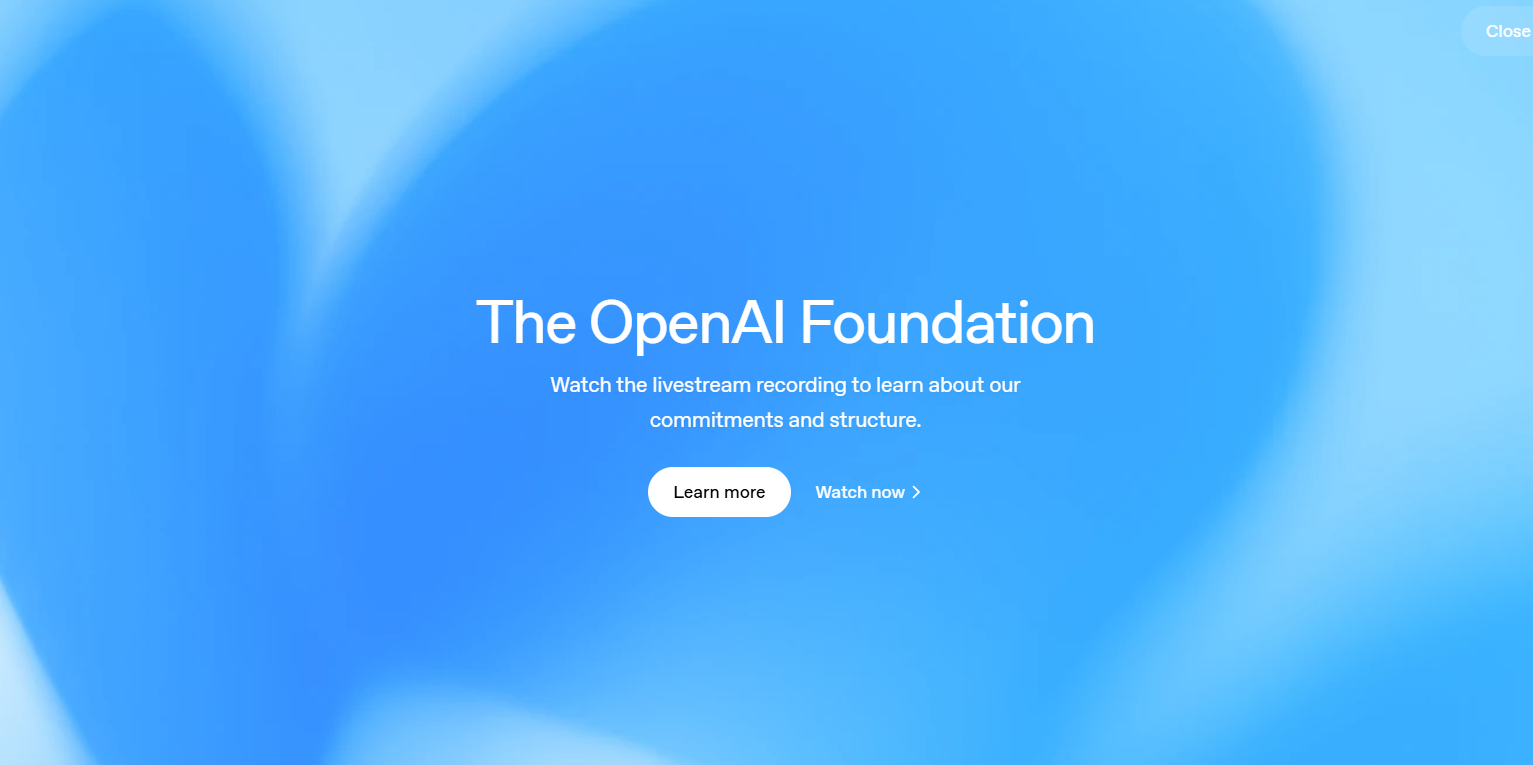 Close
The OpenAI Foundation
Watch the livestream recording to learn about our
commitments and structure.
Learn more
Watch now